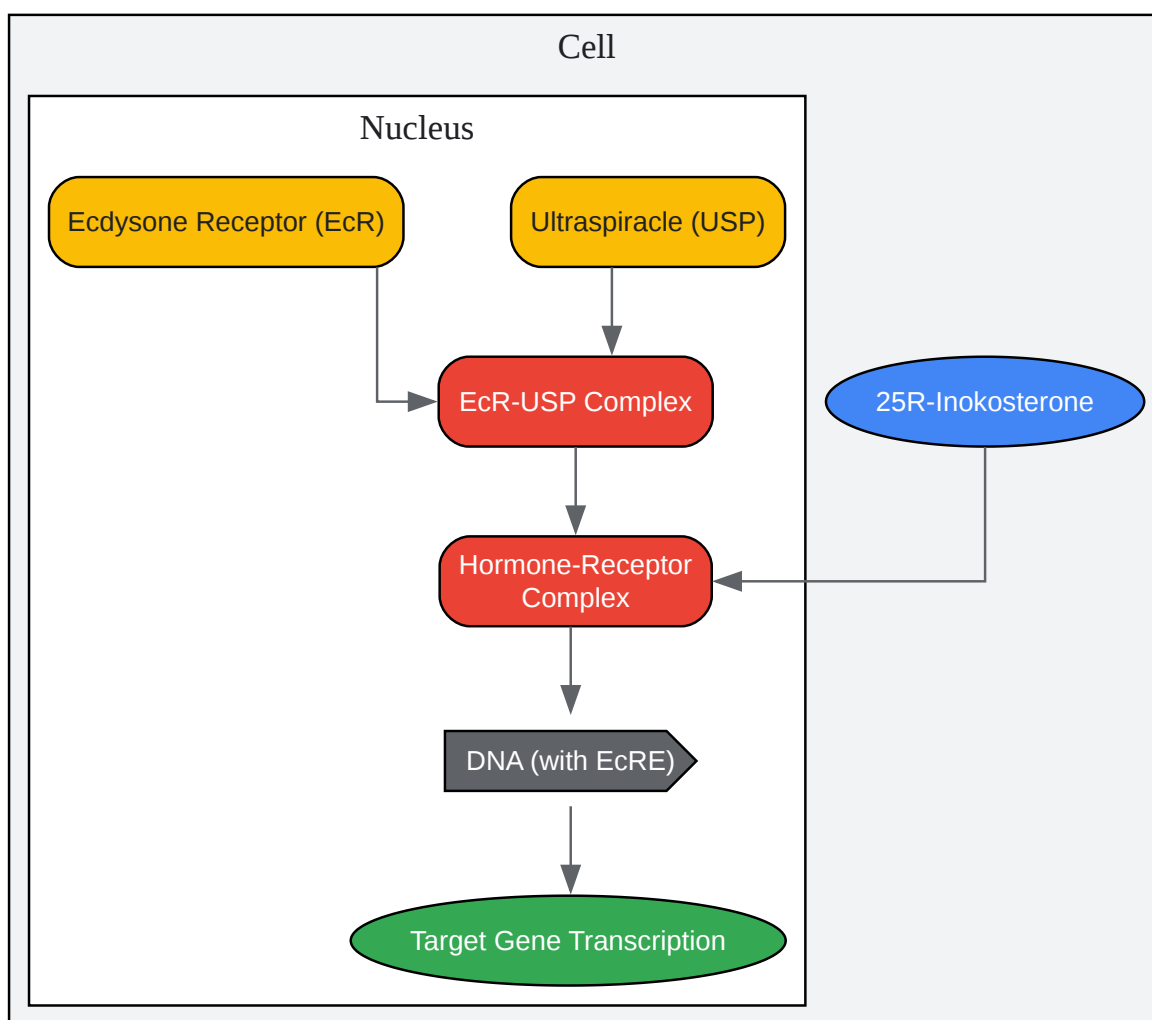 Cell
Nucleus
Ecdysone Receptor (EcR)
Ultraspiracle (USP)
EcR-USP Complex
25R-Inokosterone
Hormone-Receptor
Complex
DNA (with EcRE)
Target Gene Transcription